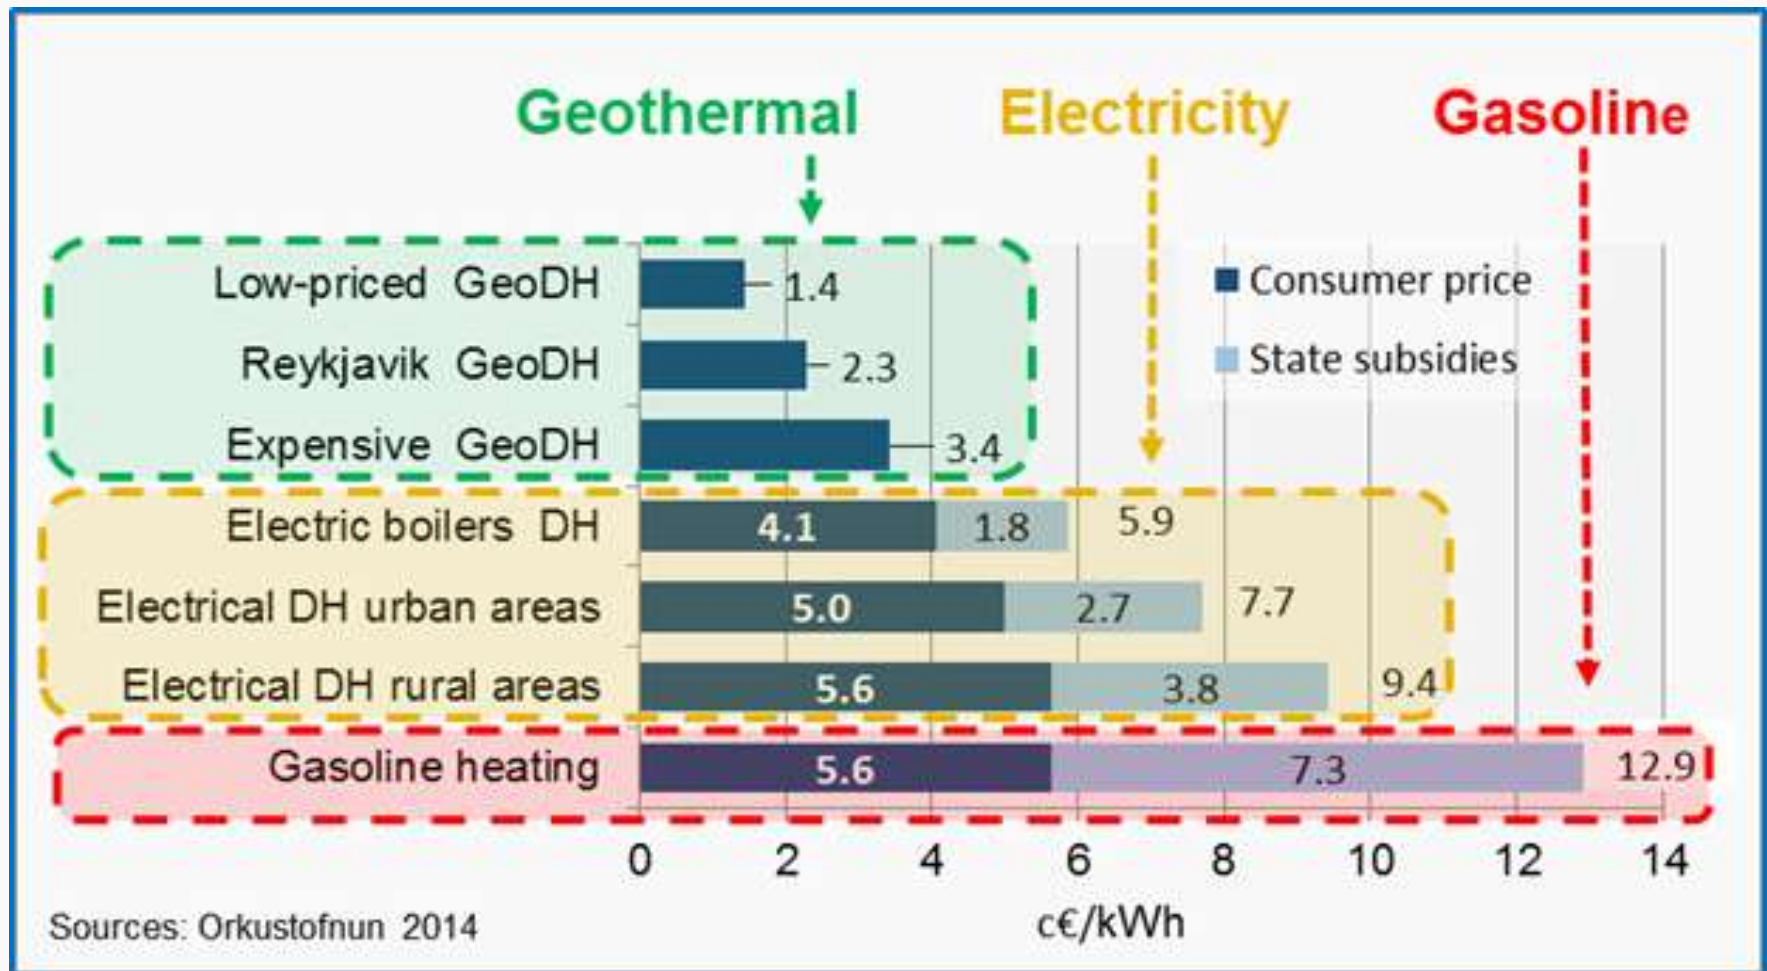 Geothermal Electricity Gasoline
Low-priced GeoDH 1.4
Consumer price
Reykjavik GeoDH 2.3
State subsidies
Expensive GeoDH 3.4
Electric boilers DH 4.1 1.8 5.9
Electrical DH urban areas 5.0 2.7 7.7
Electrical DH rural areas 5.6 3.8 9.4
Gasoline heating 5.6 7.3 12.9
0 2 4 6 8 10 12 14
c€/kWh
Sources: Orkustofnun 2014